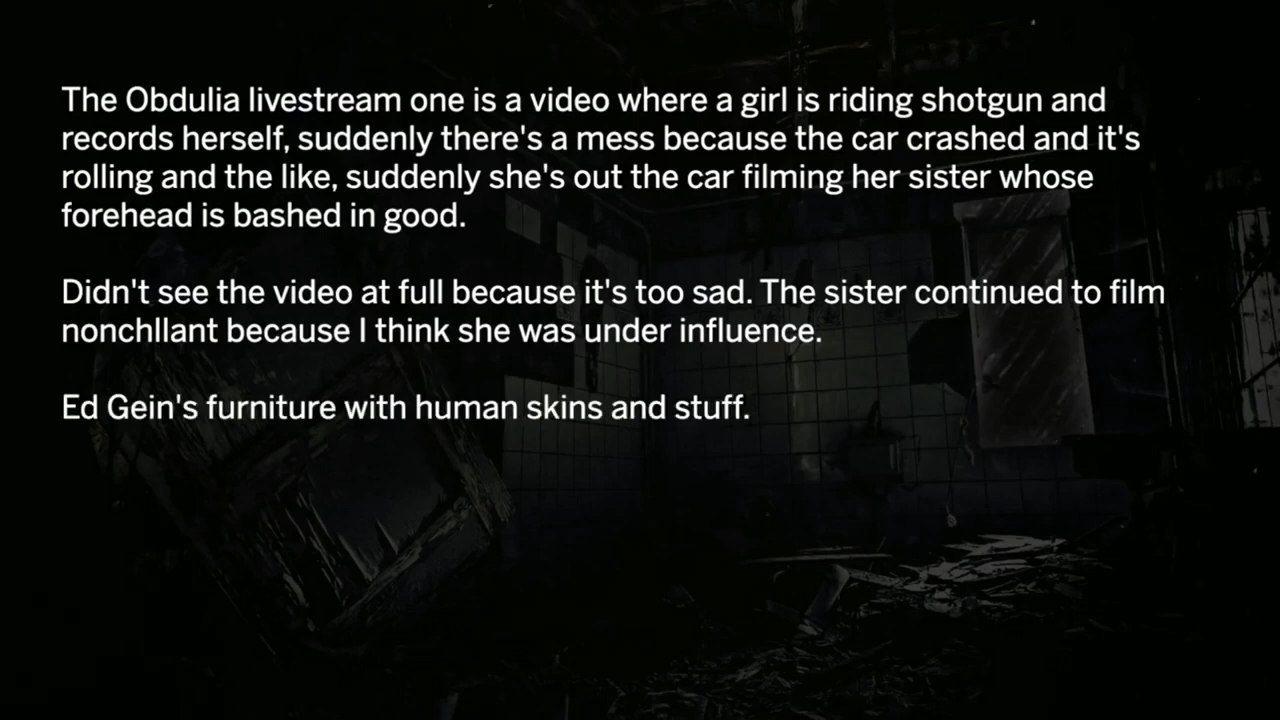 The Obdulia livestream one is a video where a girl is riding shotgun and
records herself, suddenly there's a mess because the car crashed and it's
rolling and the like, suddenly she's out the car filming her sister whose
forehead is bashed in good.
Didn't see the video at full because it's too sad. The sister continued to film
nonchllant because I think she was under influence.
Ed Gein's furniture with human skins and stuff.